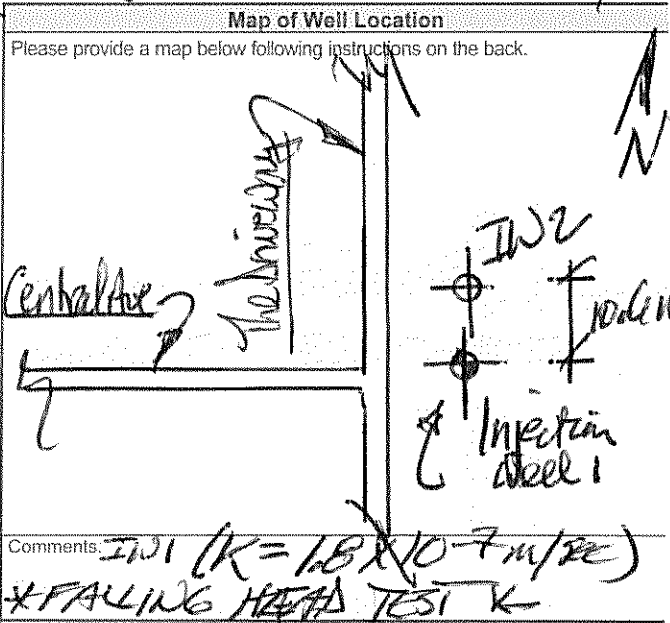 Map of Well Location
Please provide a map below following instructions on the back.
N
The Driveway
IW2
Central Ave
Injection
Well 1
Comments: IW1 (K = 1.8 X 10-7 m/sec)
*FALLING HEAD TEST K